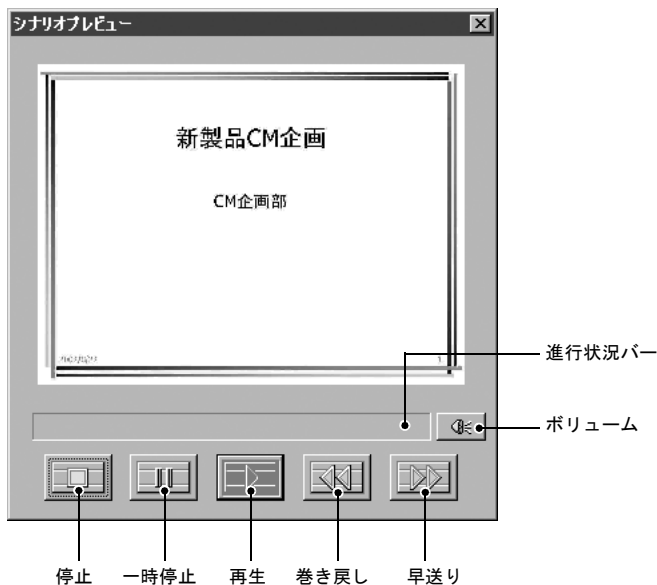 シナリオプレビュー
新製品CM企画
CM企画部
1
進行状況バー
ボリューム
停止
一時停止
再生
巻き戻し
早送り